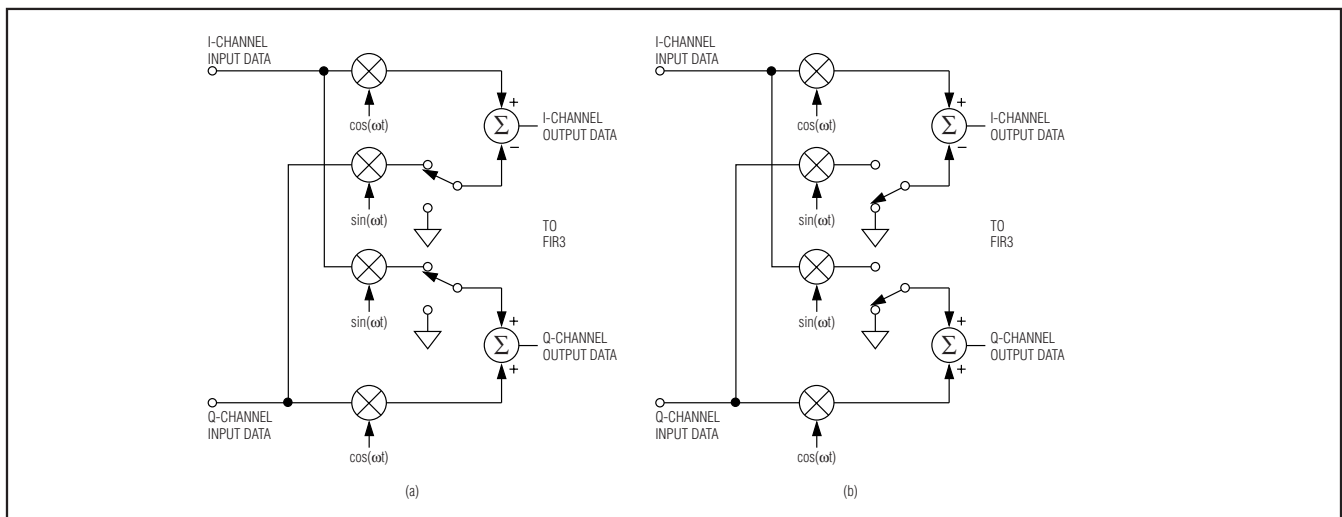 I-CHANNEL
INPUT DATA
cos(ωt)
+
Σ
−
I-CHANNEL
OUTPUT DATA
sin(ωt)
TO
FIR3
sin(ωt)
+
Σ
+
Q-CHANNEL
OUTPUT DATA
Q-CHANNEL
INPUT DATA
cos(ωt)
(a)
I-CHANNEL
INPUT DATA
cos(ωt)
+
Σ
−
I-CHANNEL
OUTPUT DATA
sin(ωt)
TO
FIR3
sin(ωt)
+
Σ
+
Q-CHANNEL
OUTPUT DATA
Q-CHANNEL
INPUT DATA
cos(ωt)
(b)